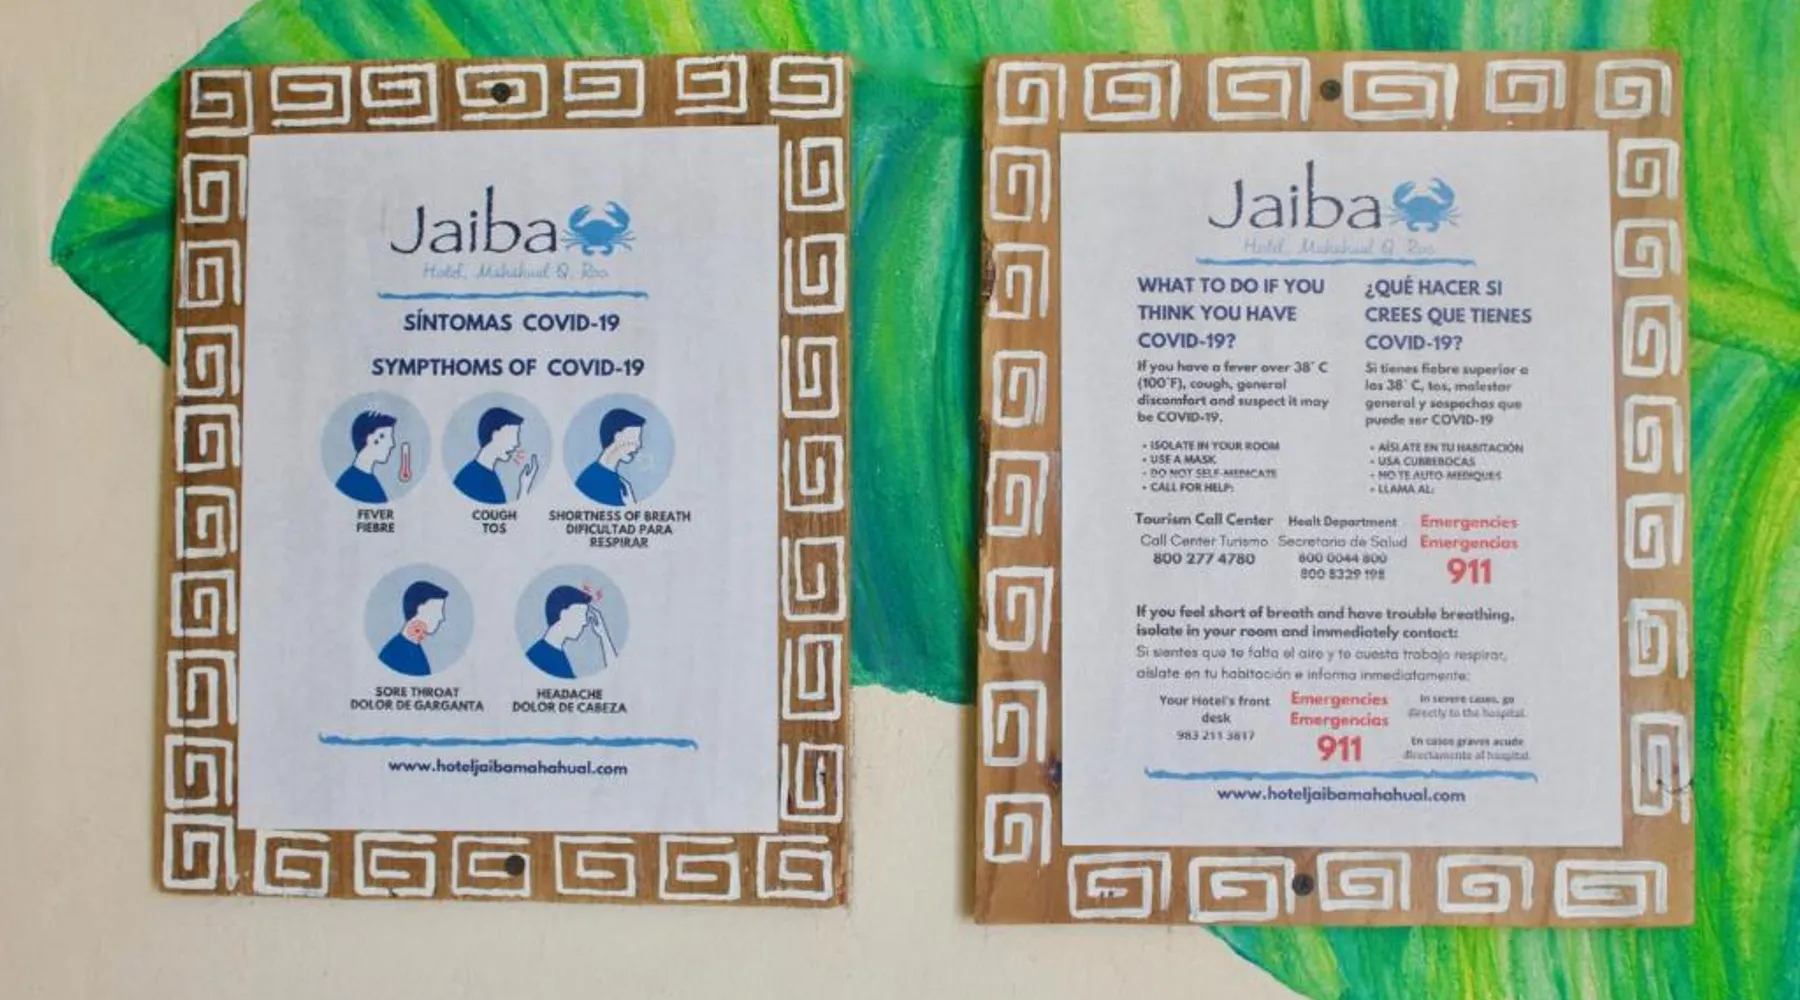 Jaiba
Hotel, Mahahual Q. Roo
SÍNTOMAS COVID-19
SYMPTHOMS OF COVID-19
FEVER
FIEBRE
COUGH
TOS
SHORTNESS OF BREATH
DIFICULTAD PARA
RESPIRAR
SORE THROAT
DOLOR DE GARGANTA
HEADACHE
DOLOR DE CABEZA
www.hoteljaibamahahual.com
Jaiba
Hotel, Mahahual Q. Roo
WHAT TO DO IF YOU
THINK YOU HAVE
COVID-19?
If you have a fever over 38° C
(100°F), cough, general
discomfort and suspect it may
be COVID-19.
• ISOLATE IN YOUR ROOM
• USE A MASK
• DO NOT SELF-MEDICATE
• CALL FOR HELP:
¿QUÉ HACER SI
CREES QUE TIENES
COVID-19?
Si tienes fiebre superior a
los 38° C, tos, malestar
general y sospechas que
puede ser COVID-19
• AÍSLATE EN TU HABITACIÓN
• USA CUBREBOCAS
• NO TE AUTO-MEDIQUES
• LLAMA AL:
Tourism Call Center
Call Center Turismo
800 277 4780
Healt Department
Secretaria de Salud
800 0044 800
800 8329 198
Emergencies
Emergencias
911
If you feel short of breath and have trouble breathing,
isolate in your room and immediately contact:
Si sientes que te falta el aire y te cuesta trabajo respirar,
aíslate en tu habitación e informa inmediatamente:
Your Hotel's front
desk
983 211 3817
Emergencies
Emergencias
911
In severe cases, go
directly to the hospital.
En casos graves acude
directamente al hospital.
www.hoteljaibamahahual.com